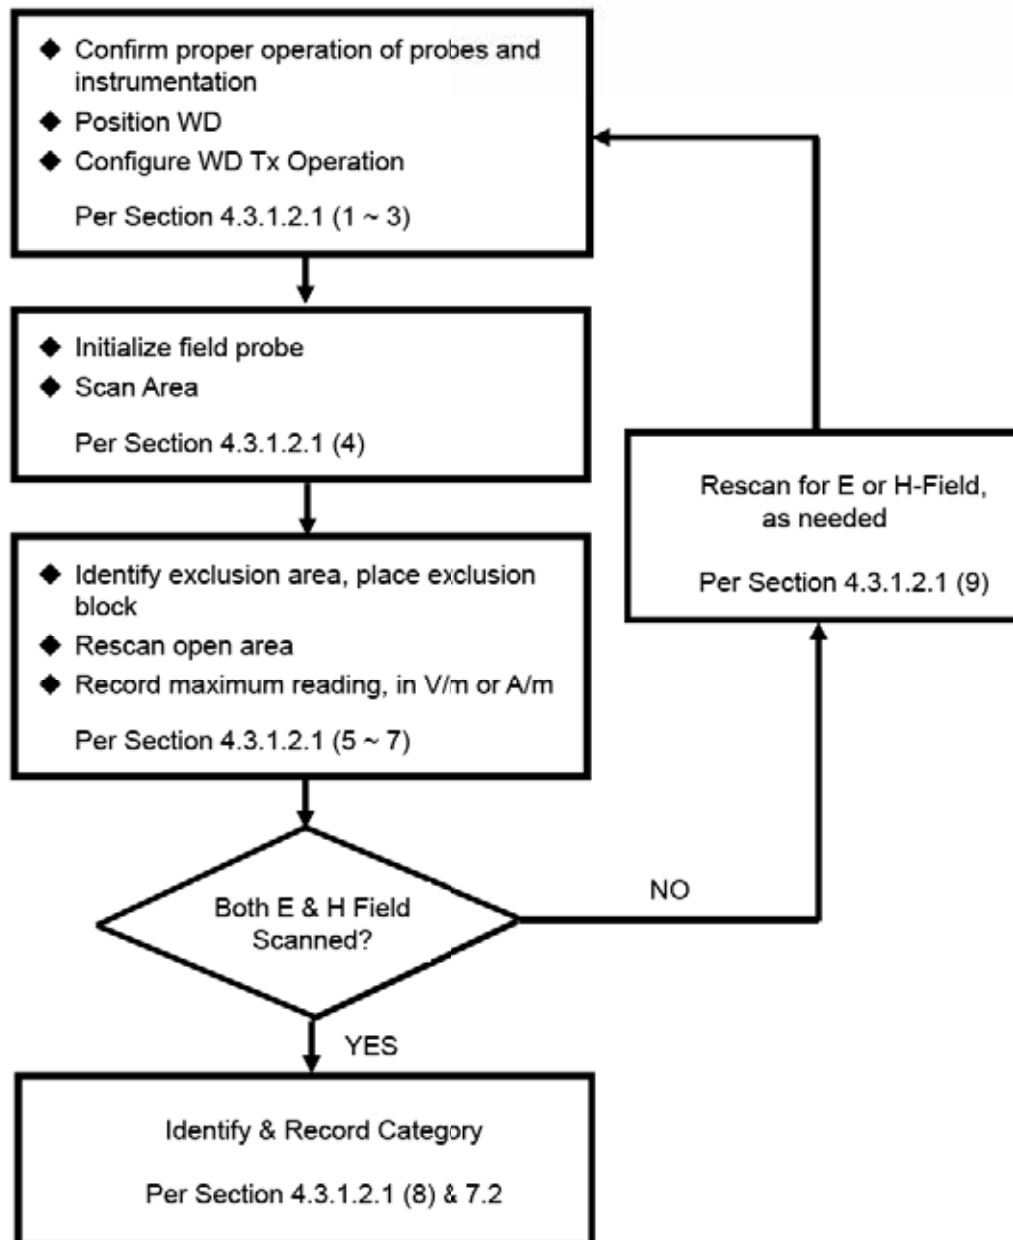 ◆ Confirm proper operation of probes and
instrumentation
◆ Position WD
◆ Configure WD Tx Operation
Per Section 4.3.1.2.1 (1 ~ 3)
◆ Initialize field probe
◆ Scan Area
Per Section 4.3.1.2.1 (4)
Rescan for E or H-Field,
as needed
Per Section 4.3.1.2.1 (9)
◆ Identify exclusion area, place exclusion
block
◆ Rescan open area
◆ Record maximum reading, in V/m or A/m
Per Section 4.3.1.2.1 (5 ~ 7)
Both E & H Field
Scanned?
NO
YES
Identify & Record Category
Per Section 4.3.1.2.1 (8) & 7.2